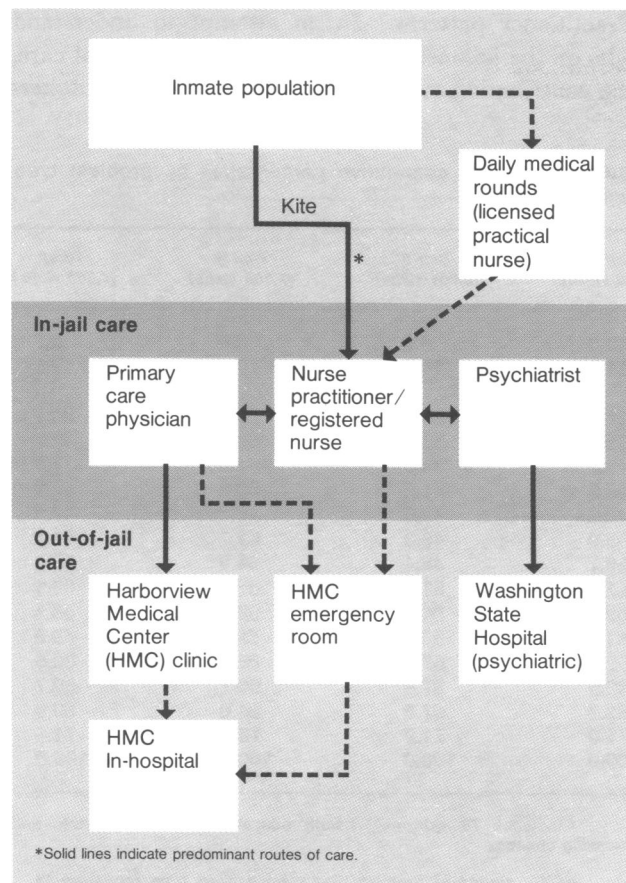 Inmate population
Kite
*
Daily medical
rounds
(licensed
practical
nurse)
In-jail care
Primary
care
physician
Nurse
practitioner/
registered
nurse
Psychiatrist
Out-of-jail
care
Harborview
Medical
Center
(HMC) clinic
HMC
emergency
room
Washington
State
Hospital
(psychiatric)
HMC
In-hospital
*Solid lines indicate predominant routes of care.